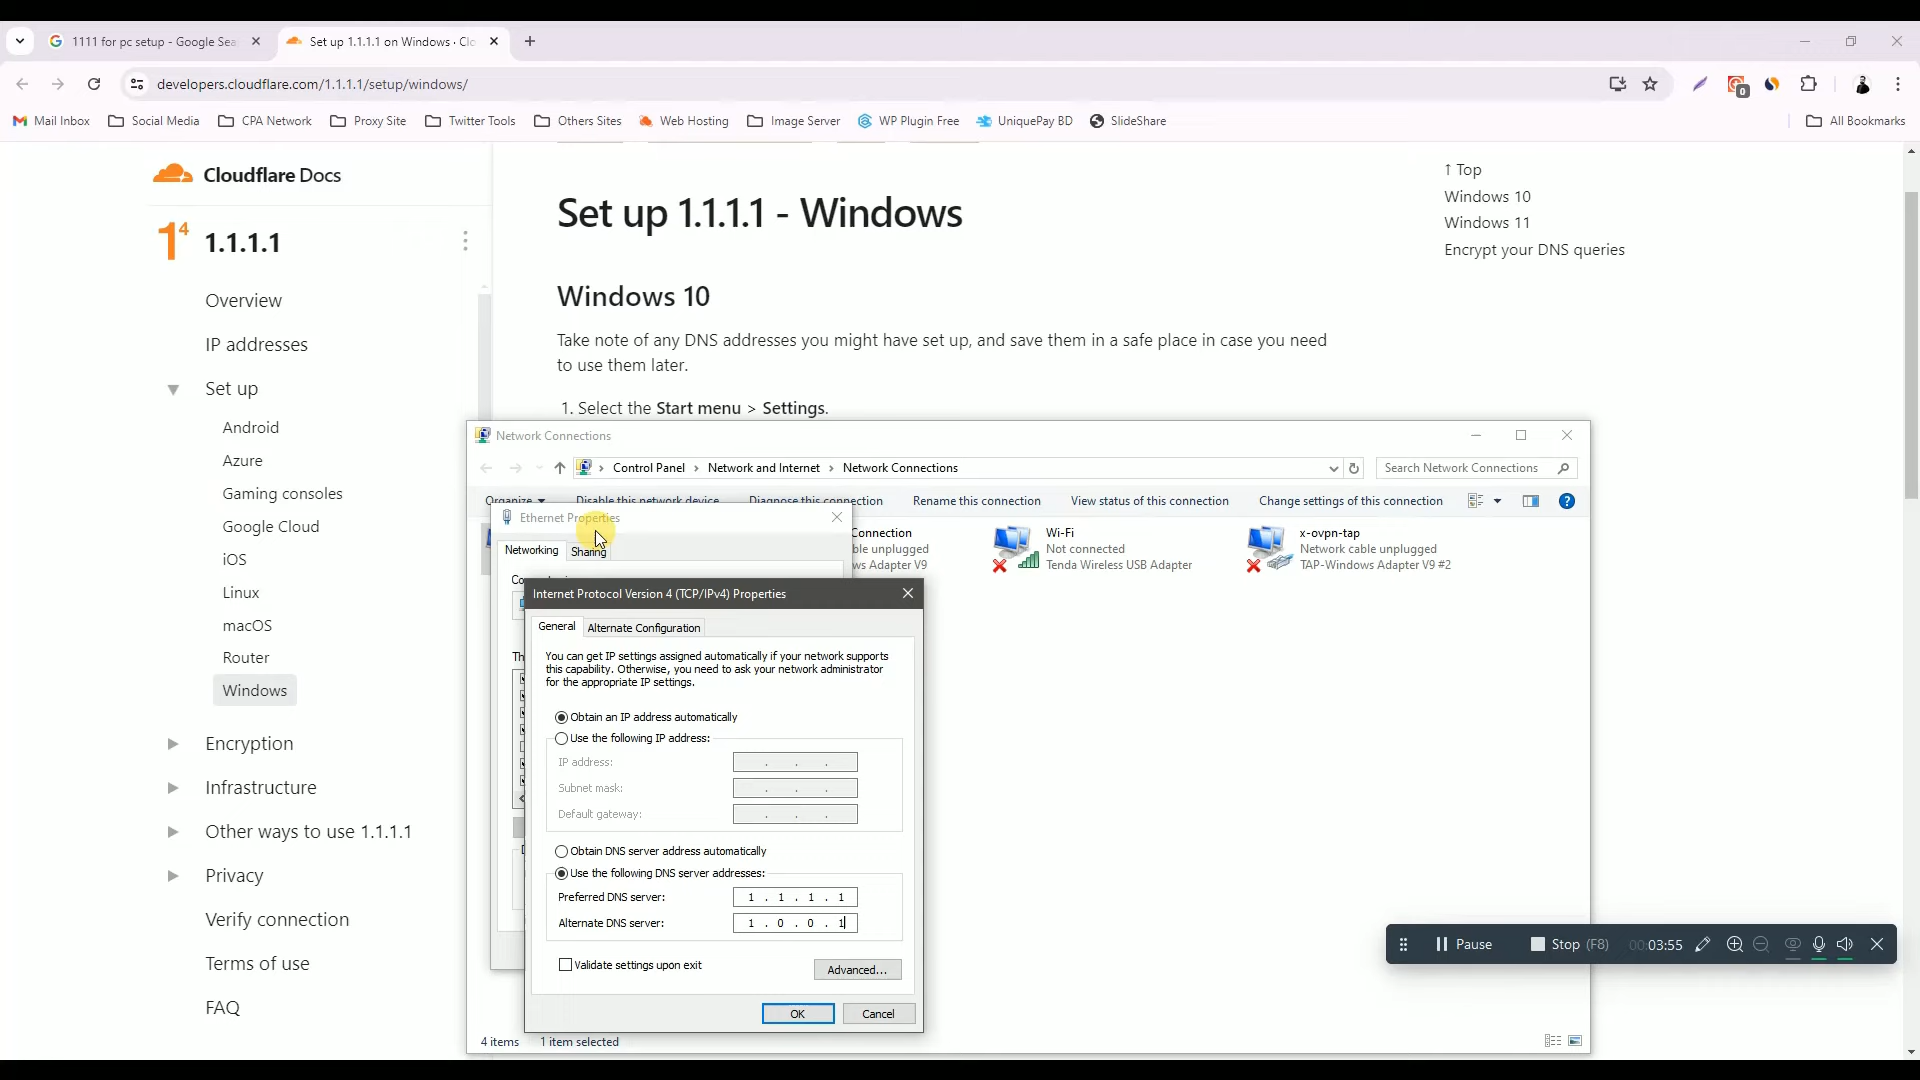 1111 for pc setup - Google Sea
Set up 1.1.1.1 on Windows · Clo
developers.cloudflare.com/1.1.1.1/setup/windows/
0
Mail Inbox
Social Media
CPA Network
Proxy Site
Twitter Tools
Others Sites
Web Hosting
Image Server
WP Plugin Free
UniquePay BD
SlideShare
All Bookmarks
Cloudflare Docs
1.1.1.1
Overview
IP addresses
Set up
Android
Azure
Gaming consoles
Google Cloud
iOS
Linux
macOS
Router
Windows
Encryption
Infrastructure
Other ways to use 1.1.1.1
Privacy
Verify connection
Terms of use
FAQ
Set up 1.1.1.1 - Windows
Windows 10
Take note of any DNS addresses you might have set up, and save them in a safe place in case you need
to use them later.
1. Select the Start menu > Settings.
↑ Top
Windows 10
Windows 11
Encrypt your DNS queries
Network Connections
Control Panel › Network and Internet › Network Connections
Search Network Connections
Organize
Disable this network device
Diagnose this connection
Rename this connection
View status of this connection
Change settings of this connection
Connection
ble unplugged
ws Adapter V9
Wi-Fi
Not connected
Tenda Wireless USB Adapter
x-ovpn-tap
Network cable unplugged
TAP-Windows Adapter V9 #2
Ethernet Properties
Networking
Sharing
Internet Protocol Version 4 (TCP/IPv4) Properties
General
Alternate Configuration
You can get IP settings assigned automatically if your network supports
this capability. Otherwise, you need to ask your network administrator
for the appropriate IP settings.
Obtain an IP address automatically
Use the following IP address:
IP address:
Subnet mask:
Default gateway:
Obtain DNS server address automatically
Use the following DNS server addresses:
Preferred DNS server: 1 . 1 . 1 . 1
Alternate DNS server: 1 . 0 . 0 . 1
Validate settings upon exit
Advanced...
OK
Cancel
4 items
1 item selected
Pause
Stop (F8)
00:03:55